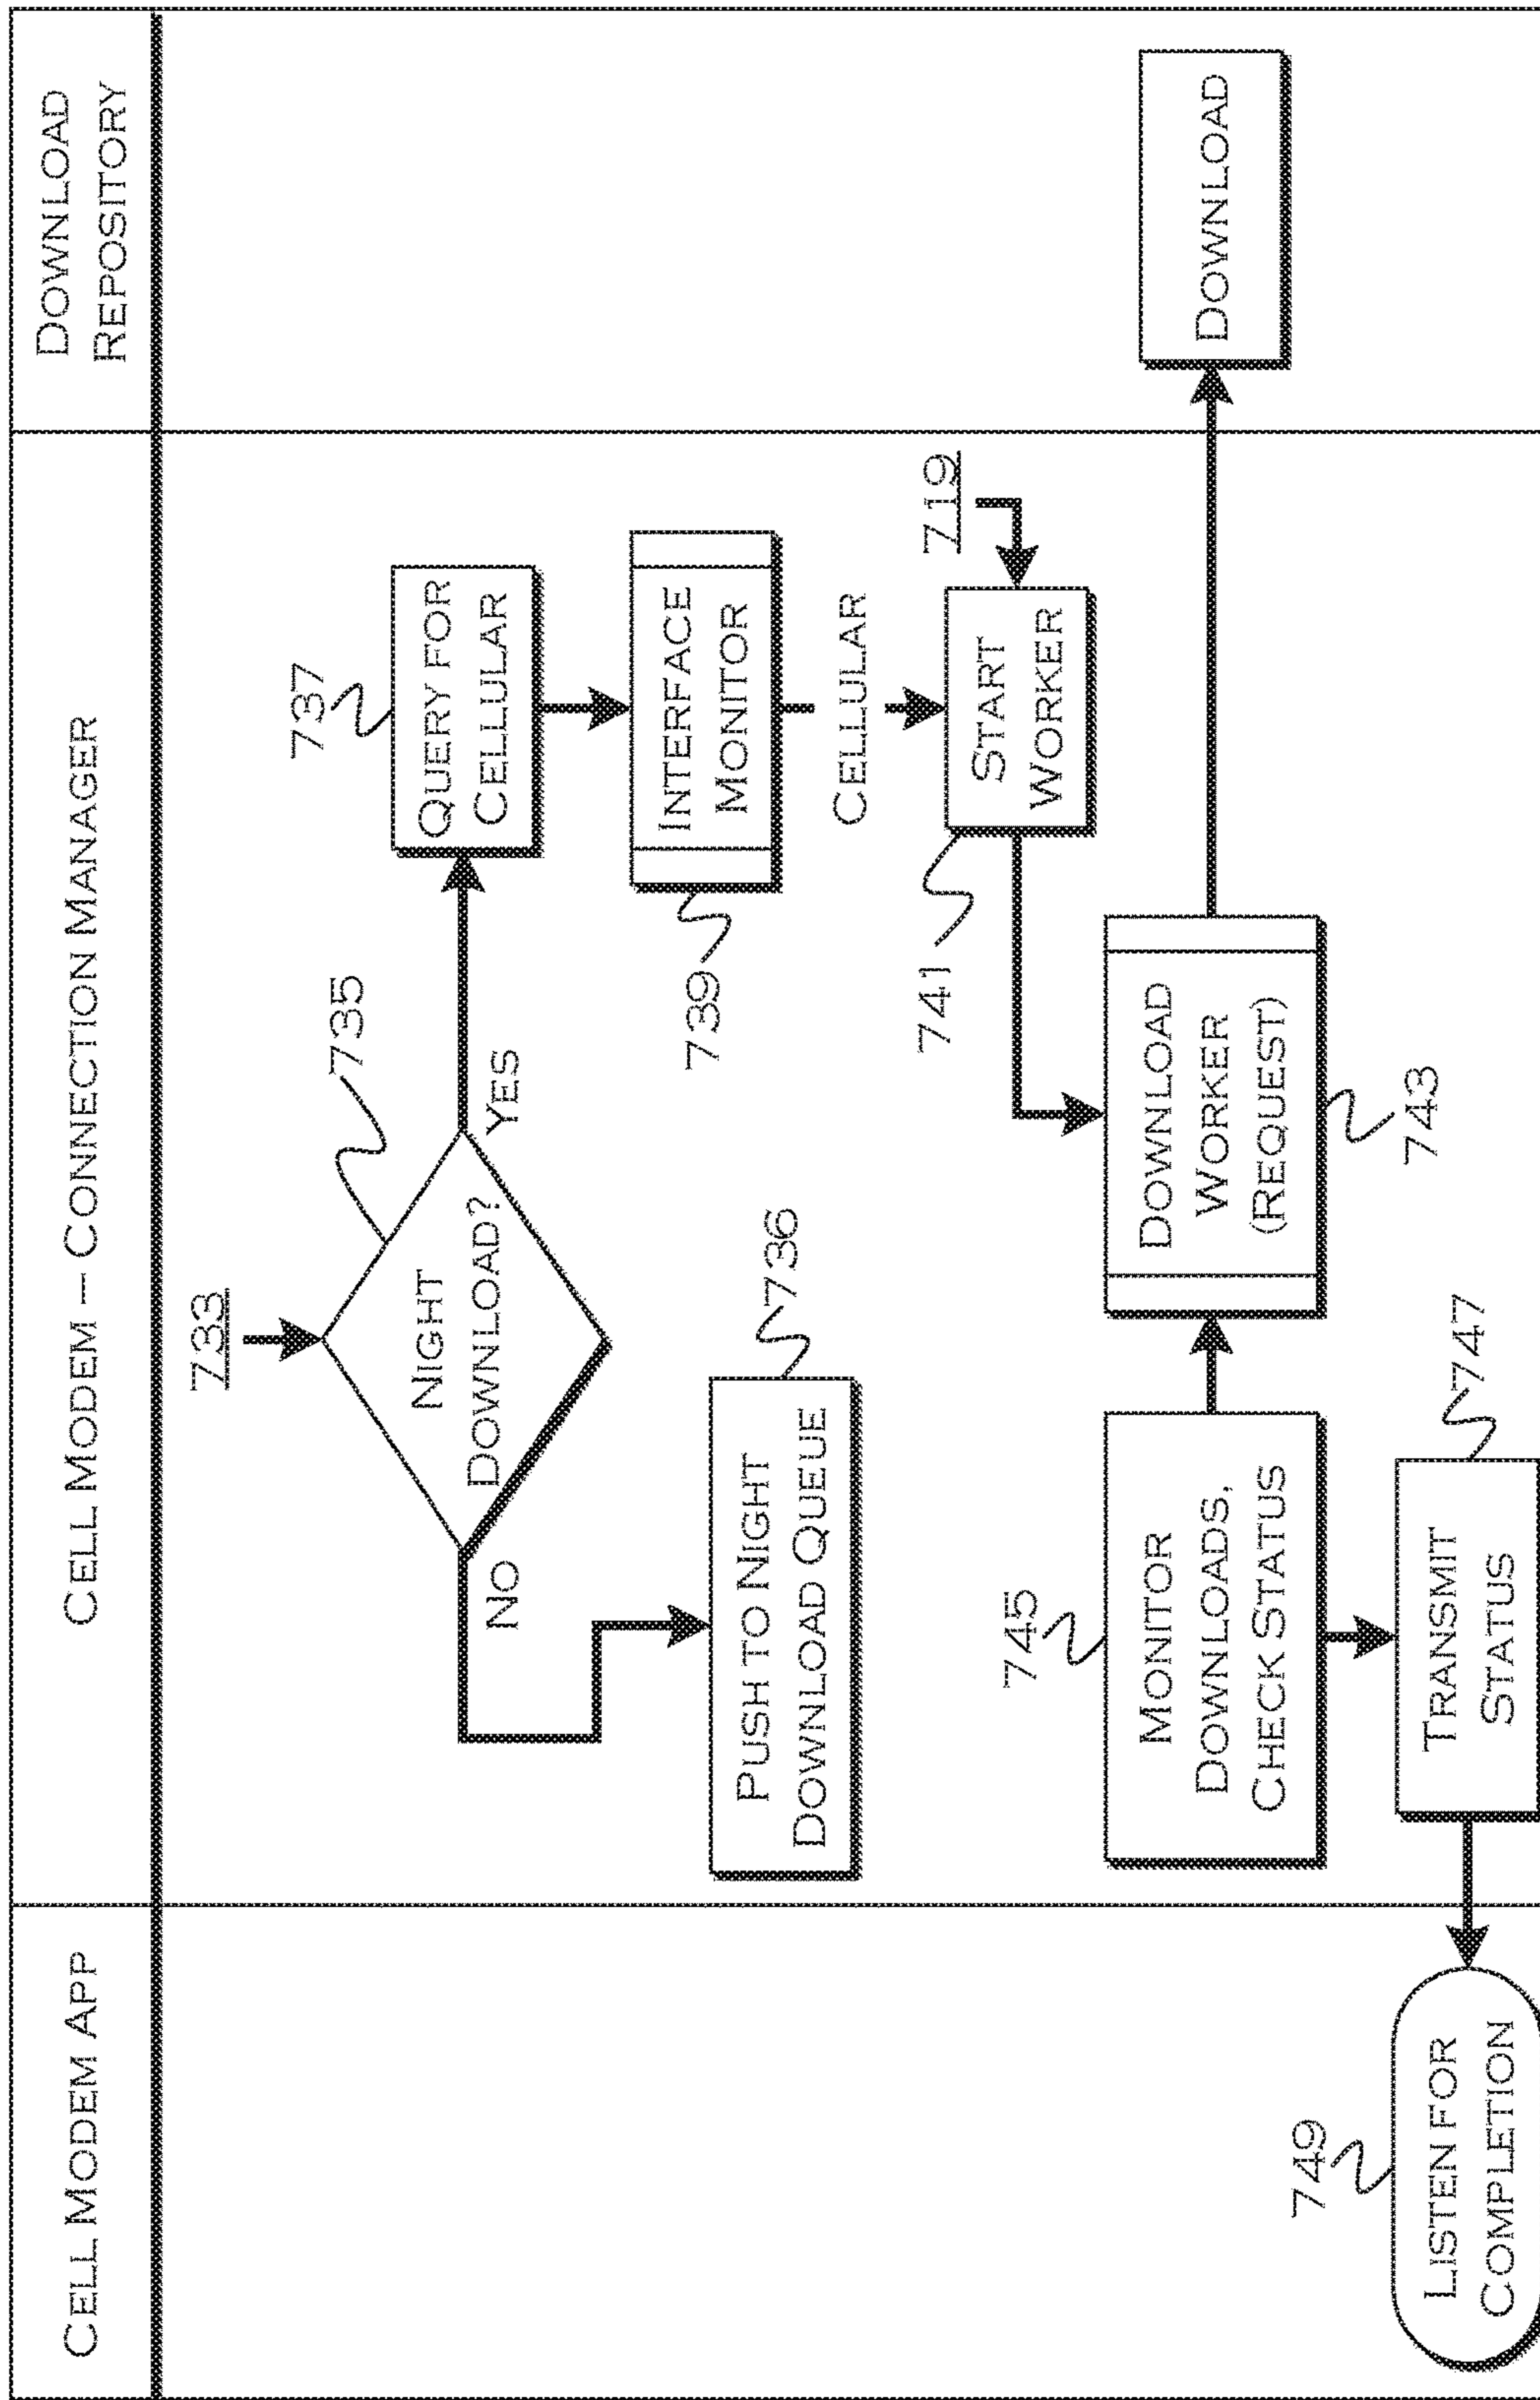 CELL MODEM APP
CELL MODEM – CONNECTION MANAGER
DOWNLOAD
REPOSITORY
733
735
NIGHT
DOWNLOAD?
YES
NO
737
QUERY FOR
CELLULAR
736
PUSH TO NIGHT
DOWNLOAD QUEUE
739
INTERFACE
MONITOR
CELLULAR
719
741
START
WORKER
745
MONITOR
DOWNLOADS,
CHECK STATUS
DOWNLOAD
WORKER
(REQUEST)
743
DOWNLOAD
747
TRANSMIT
STATUS
749
LISTEN FOR
COMPLETION